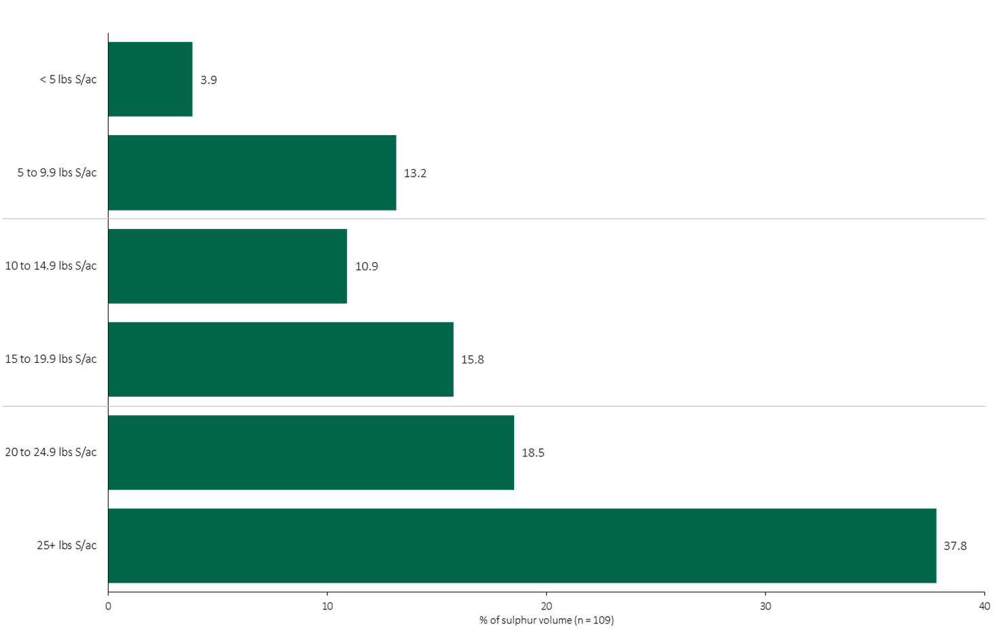 < 5 lbs S/ac
3.9
5 to 9.9 lbs S/ac
13.2
10 to 14.9 lbs S/ac
10.9
15 to 19.9 lbs S/ac
15.8
20 to 24.9 lbs S/ac
18.5
25+ lbs S/ac
37.8
0 10 20 30 40
% of sulphur volume (n = 109)